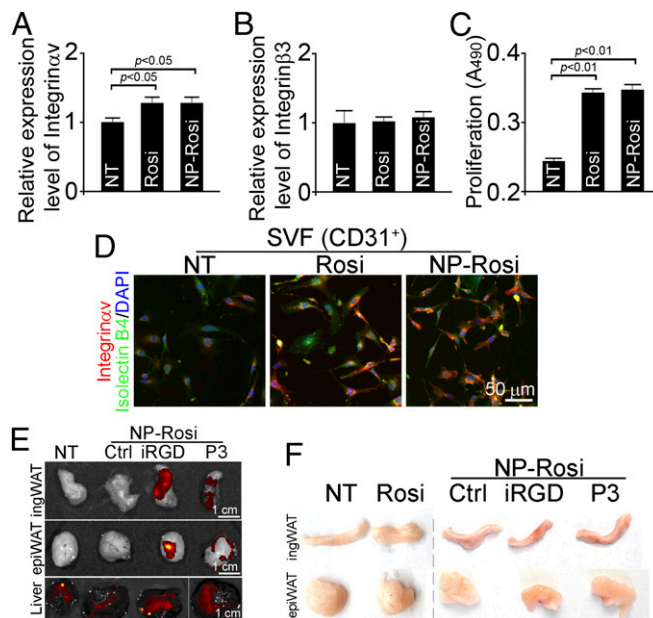 A
Relative expression
level of Integrinαv
2
1
0
p<0.05
p<0.05
NT
Rosi
NP-Rosi
B
Relative expression
level of Integrinβ3
2
1
0
NT
Rosi
NP-Rosi
C
Proliferation (A490)
0.4
0.3
0.2
p<0.01
p<0.01
NT
Rosi
NP-Rosi
D
SVF (CD31+)
NT Rosi NP-Rosi
Integrinαv
Isolectin B4/DAPI
50 μm
E
NP-Rosi
NT Ctrl iRGD P3
ingWAT
1 cm
epiWAT
1 cm
Liver
1 cm
F
NP-Rosi
NT Rosi Ctrl iRGD P3
ingWAT
epiWAT